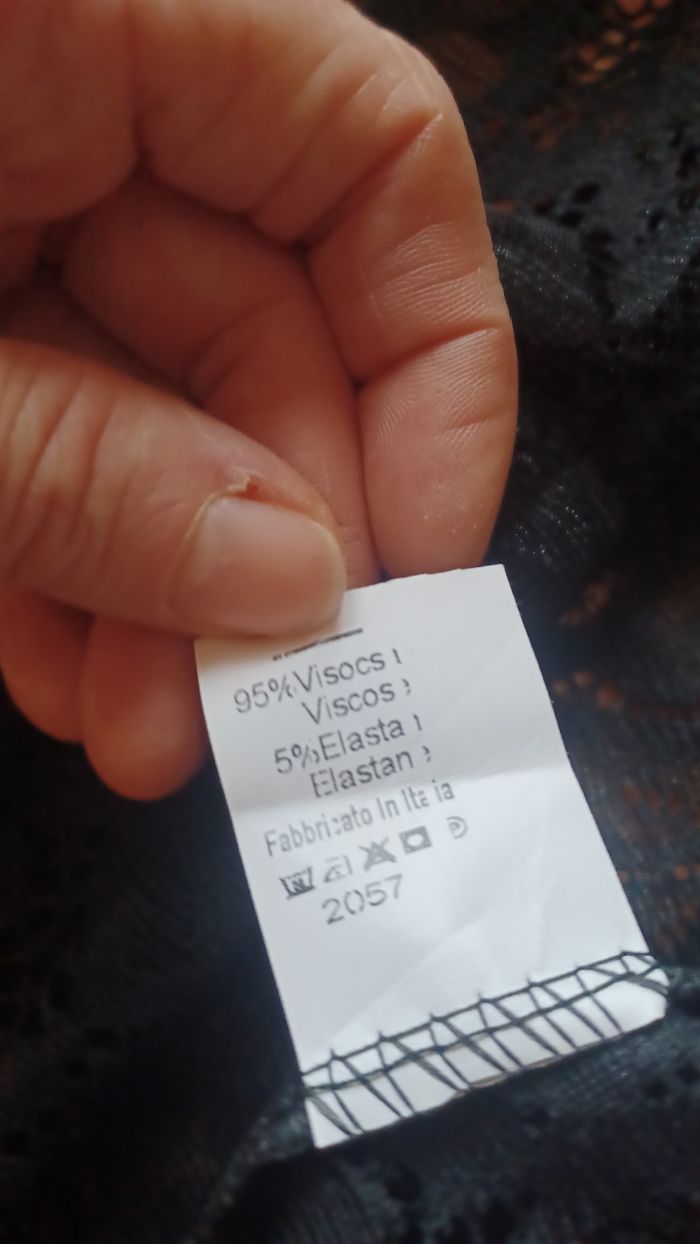 95%Visocs
Viscos
5%Elasta
Elastan
Fabbricato In Italia
2057